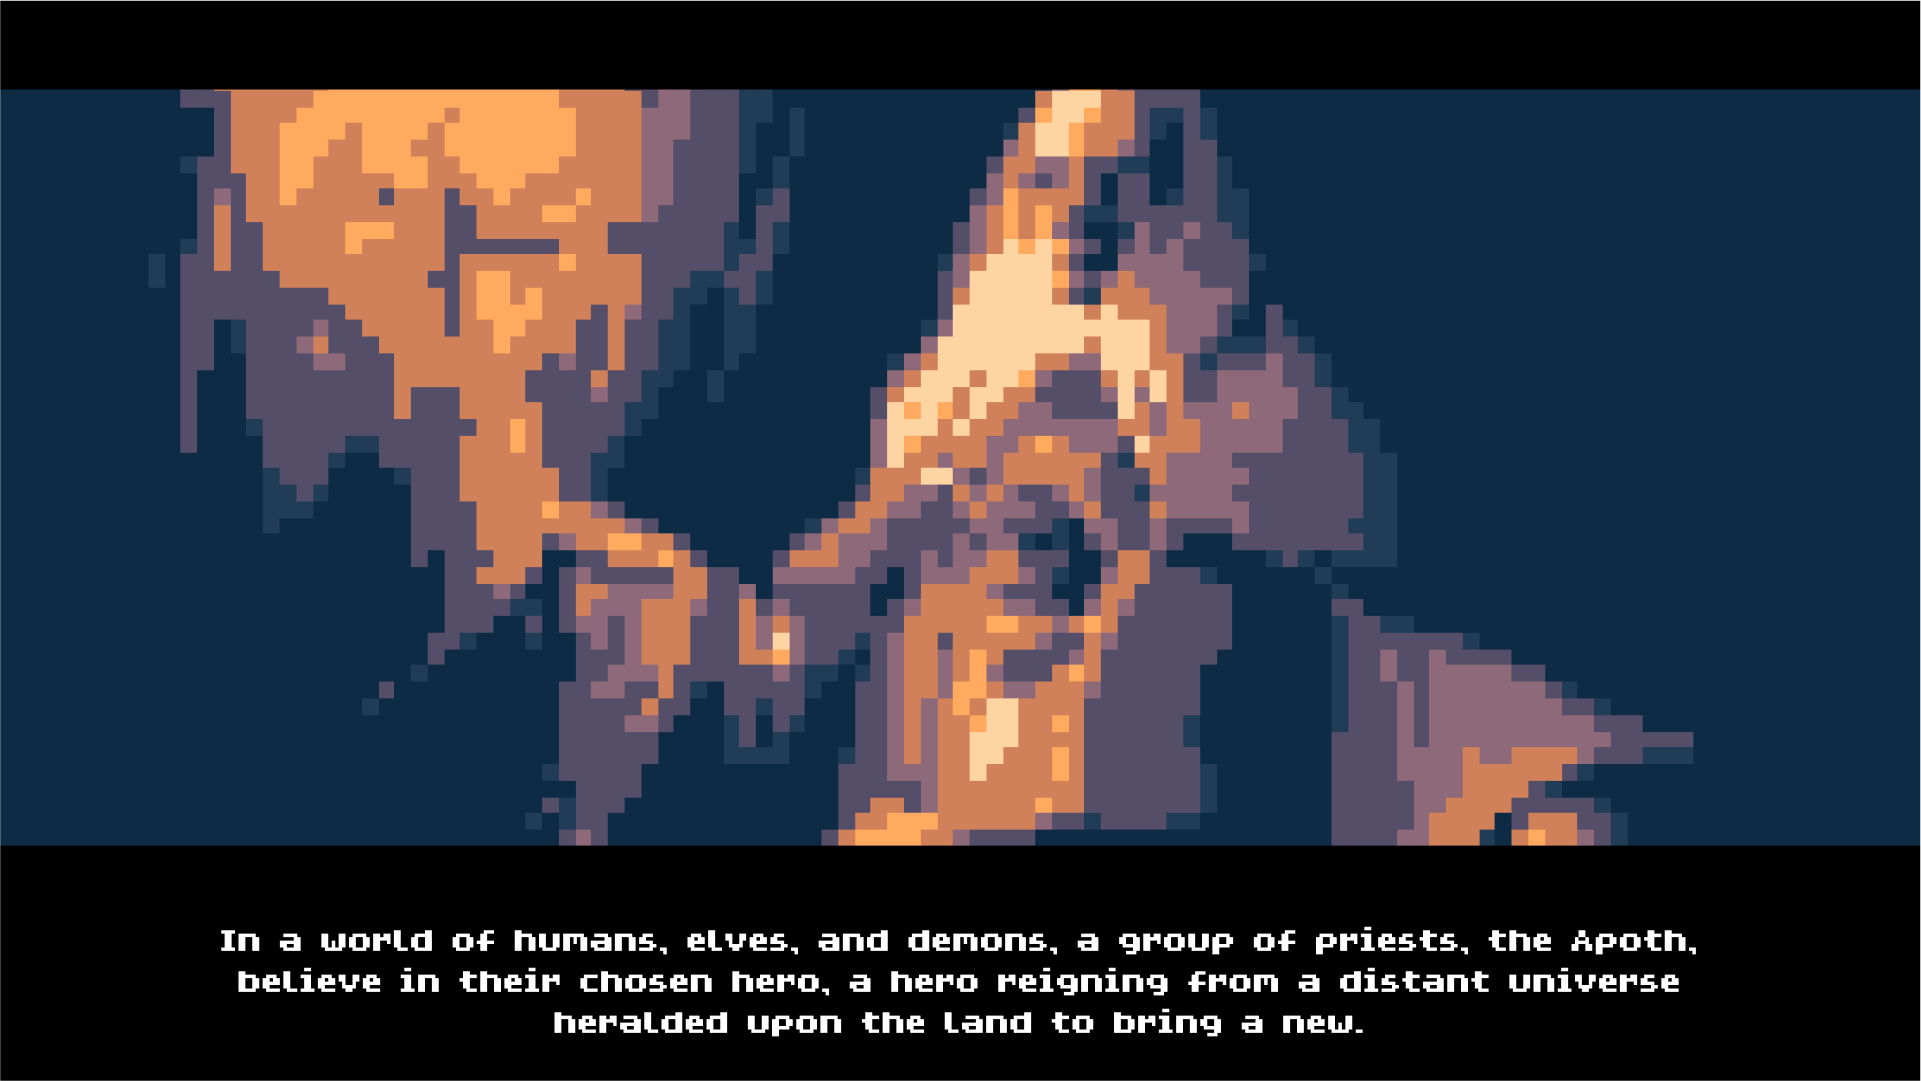 In a world of humans, elves, and demons, a group of priests, the Apoth,
believe in their chosen hero, a hero reigning from a distant universe
heralded upon the land to bring a new.